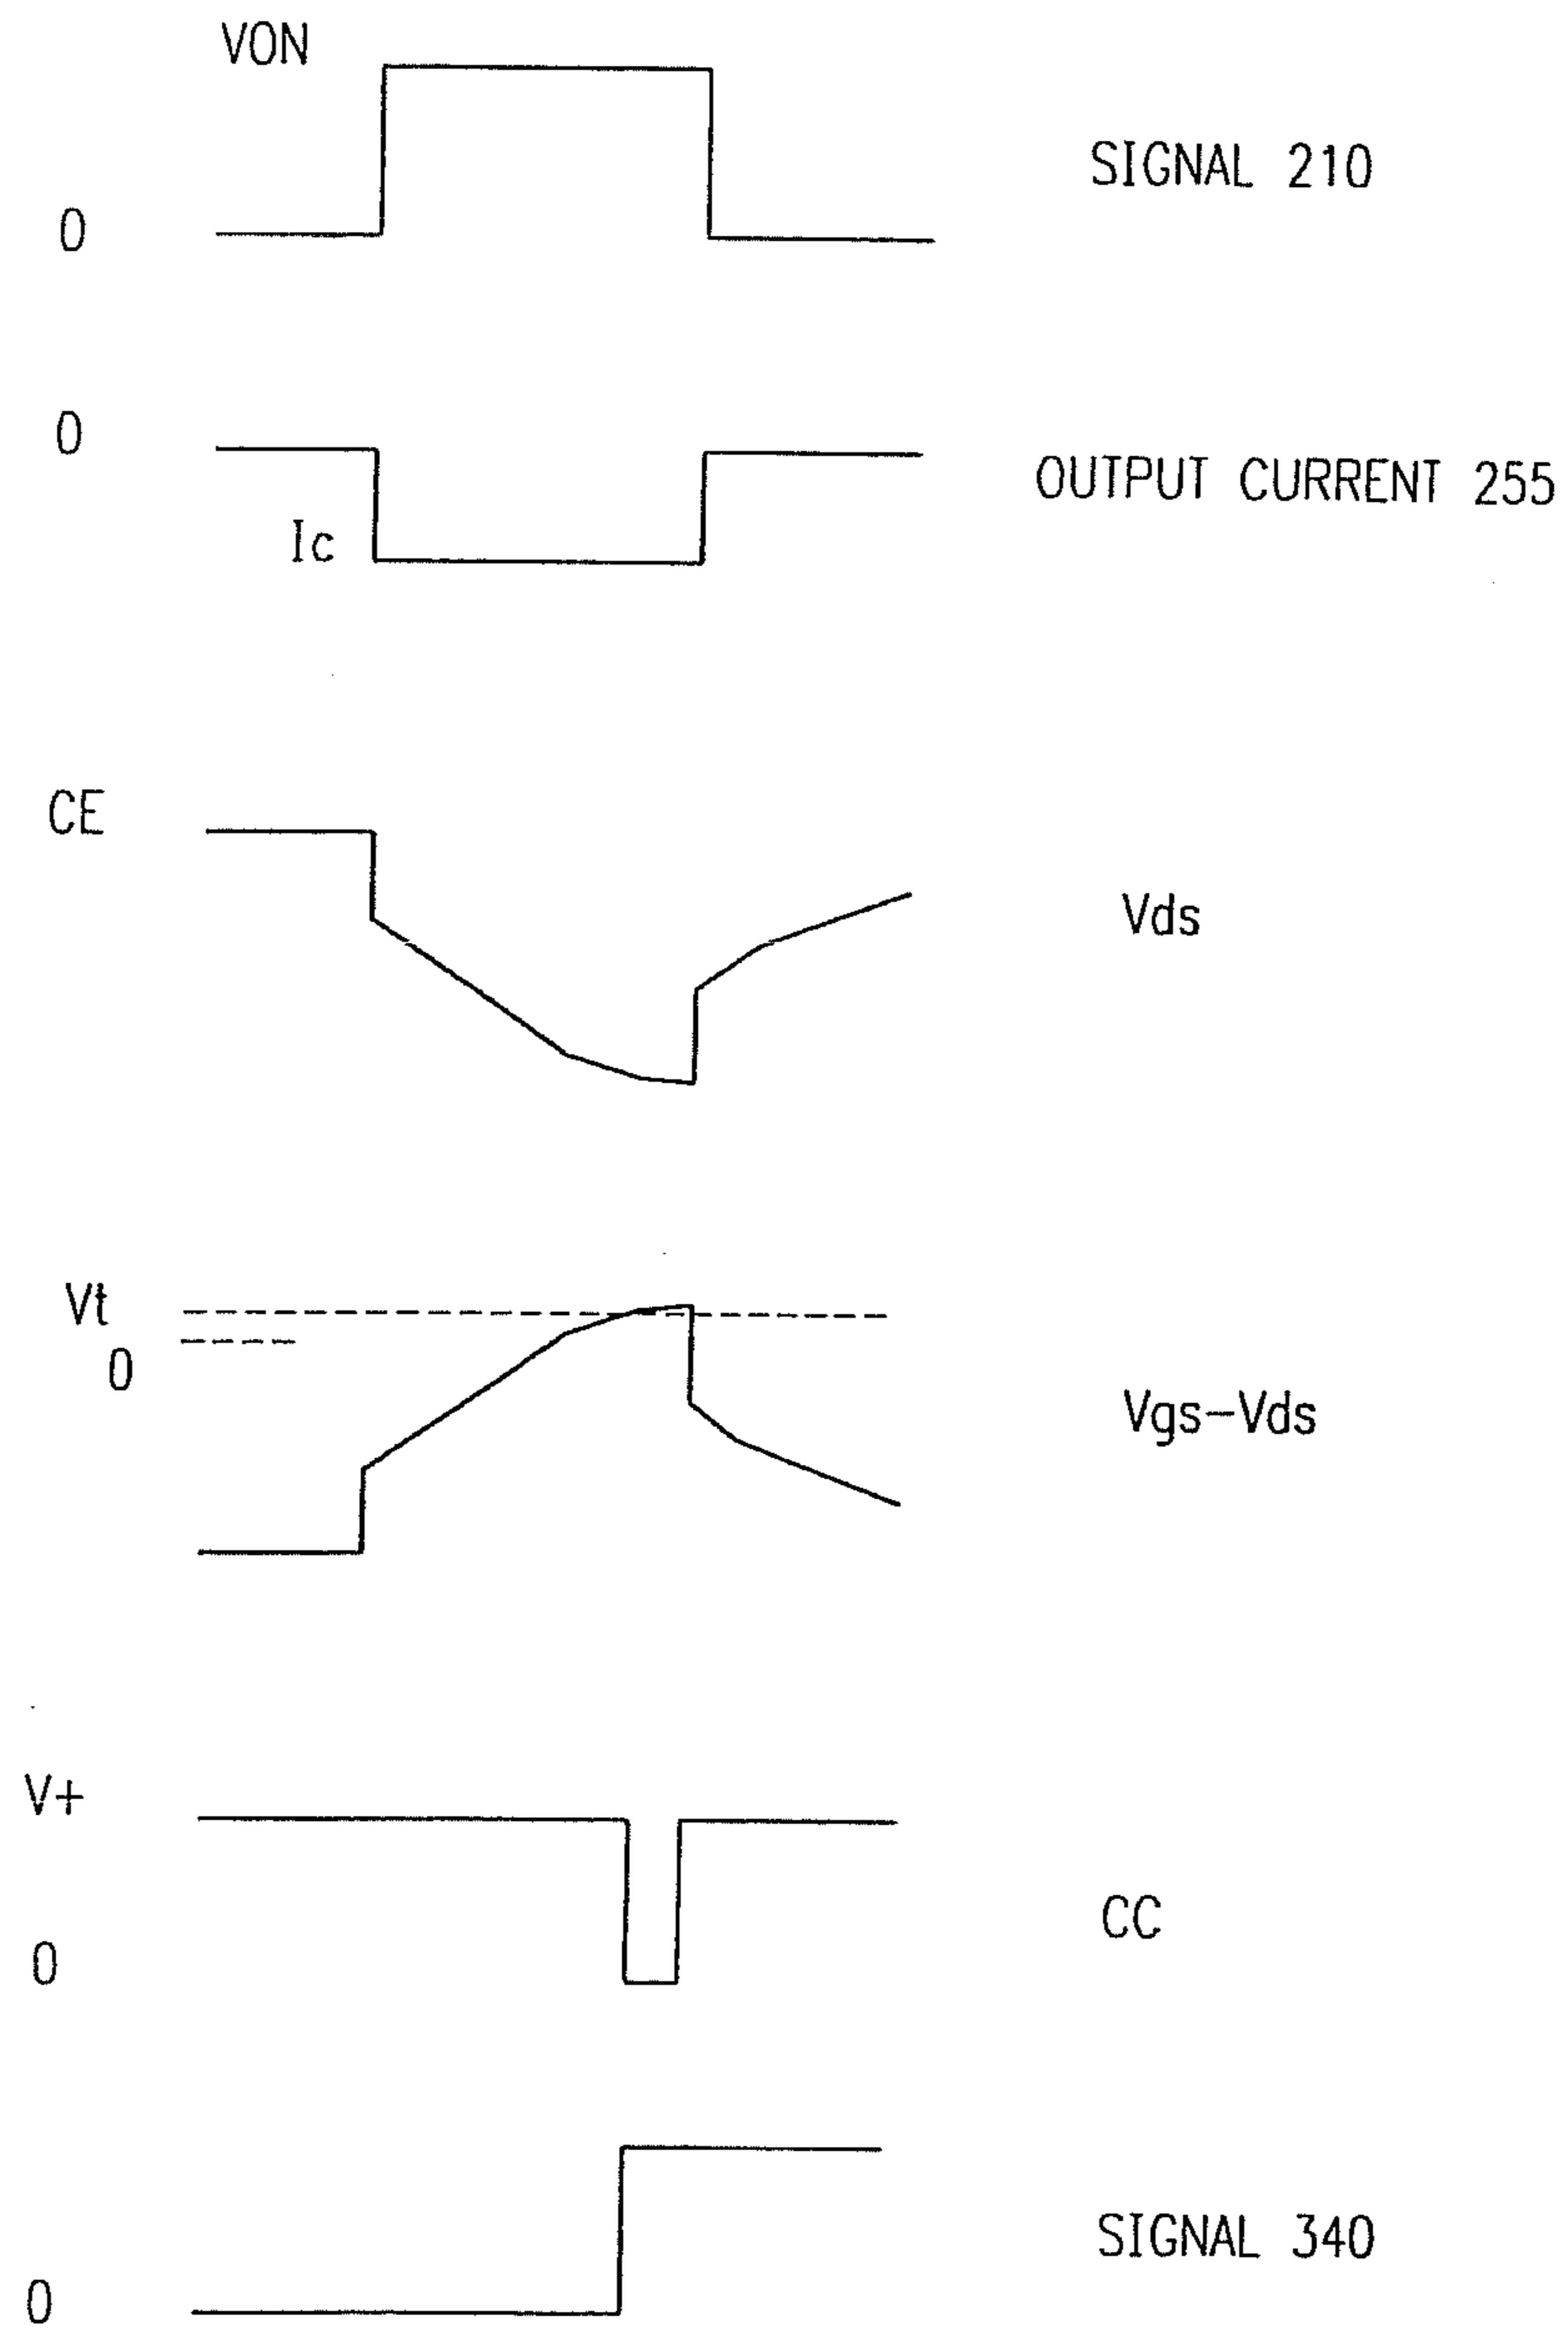 VON
SIGNAL 210
0
0
OUTPUT CURRENT 255
Ic
CE
Vds
Vt
0
Vgs-Vds
V+
CC
0
SIGNAL 340
0